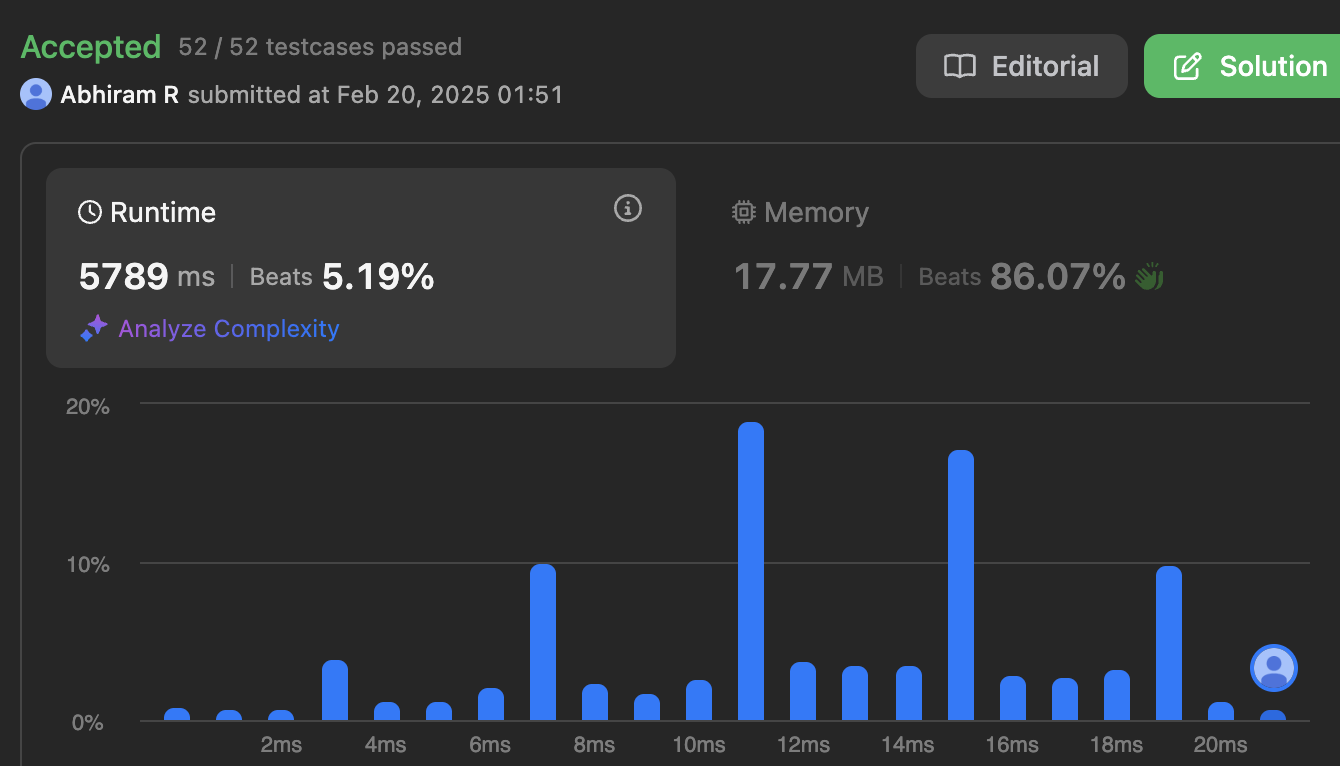 Accepted 52 / 52 testcases passed
Abhiram R submitted at Feb 20, 2025 01:51
Editorial
Solution
Runtime
5789 ms | Beats 5.19%
Analyze Complexity
Memory
17.77 MB | Beats 86.07%
20%
10%
0%
2ms 4ms 6ms 8ms 10ms 12ms 14ms 16ms 18ms 20ms